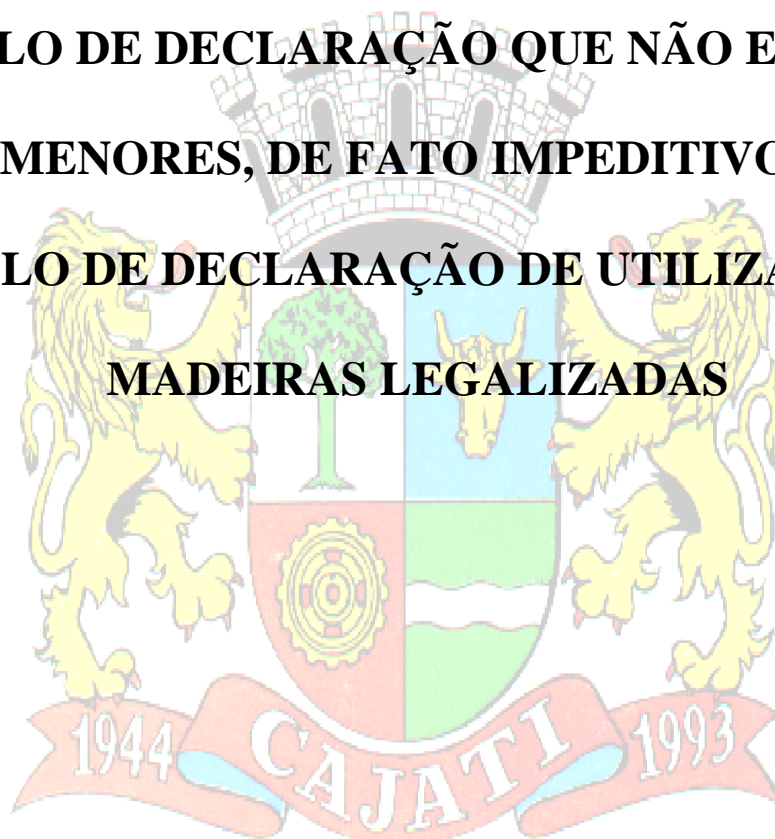 LO DE DECLARAÇÃO QUE NÃO E
MENORES, DE FATO IMPEDITIVO
LO DE DECLARAÇÃO DE UTILIZA
MADEIRAS LEGALIZADAS
1944 CAJATI 1993